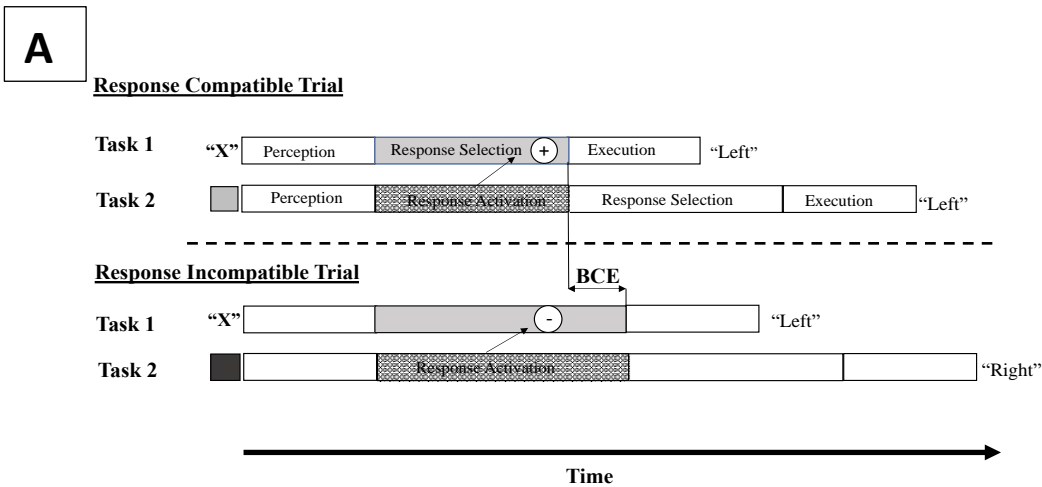 A
Response Compatible Trial
Task 1 “X” Perception Response Selection + Execution “Left”
Task 2 Perception Response Activation Response Selection Execution “Left”
Response Incompatible Trial
BCE
Task 1 “X” - “Left”
Task 2 Response Activation “Right”
Time